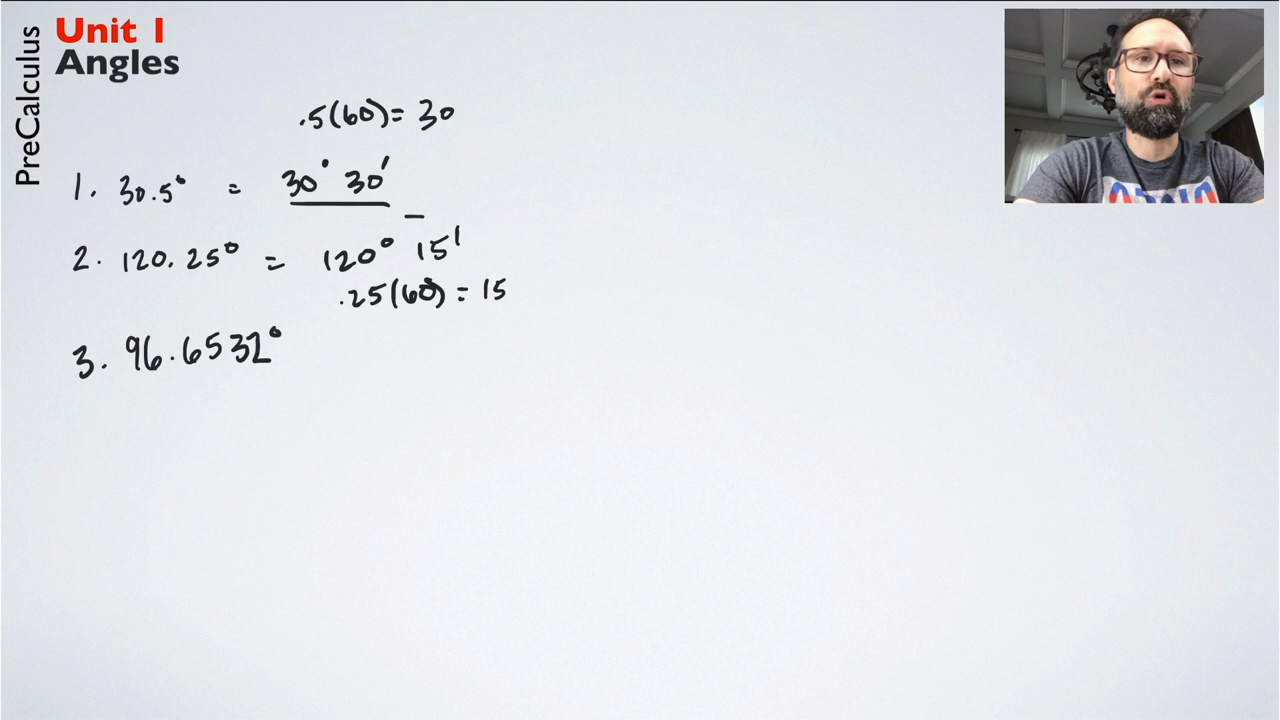 PreCalculus
Unit 1
Angles
.5(60)= 30
1. 30.5° = 30° 30'
2. 120.25° = 120° 15'
.25(60) = 15
3. 96.6532°